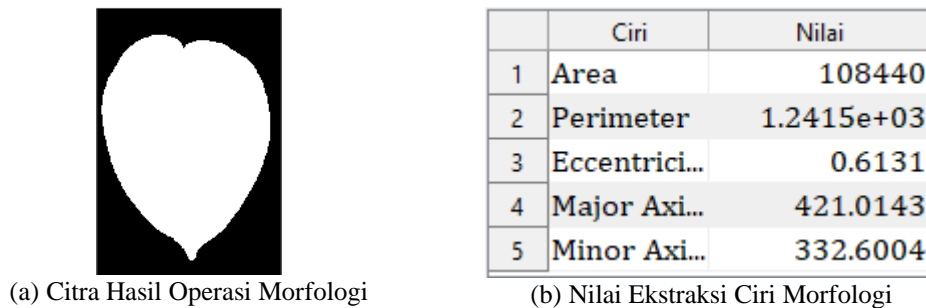 Ciri Nilai
1 Area 108440
2 Perimeter 1.2415e+03
3 Eccentrici... 0.6131
4 Major Axi... 421.0143
5 Minor Axi... 332.6004
(a) Citra Hasil Operasi Morfologi
(b) Nilai Ekstraksi Ciri Morfologi